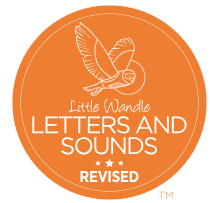 Little Wandle
LETTERS AND
SOUNDS
REVISED
TM